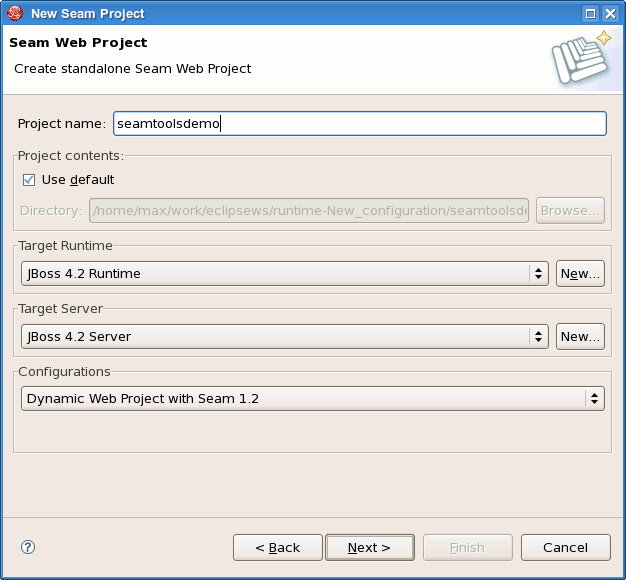 New Seam Project
Seam Web Project
Create standalone Seam Web Project
Project name: seamtoolsdemo
Project contents:
Use default
Directory: /home/max/work/eclipsews/runtime-New_configuration/seamtoolsde Browse...
Target Runtime
JBoss 4.2 Runtime New...
Target Server
JBoss 4.2 Server New...
Configurations
Dynamic Web Project with Seam 1.2
? < Back Next > Finish Cancel